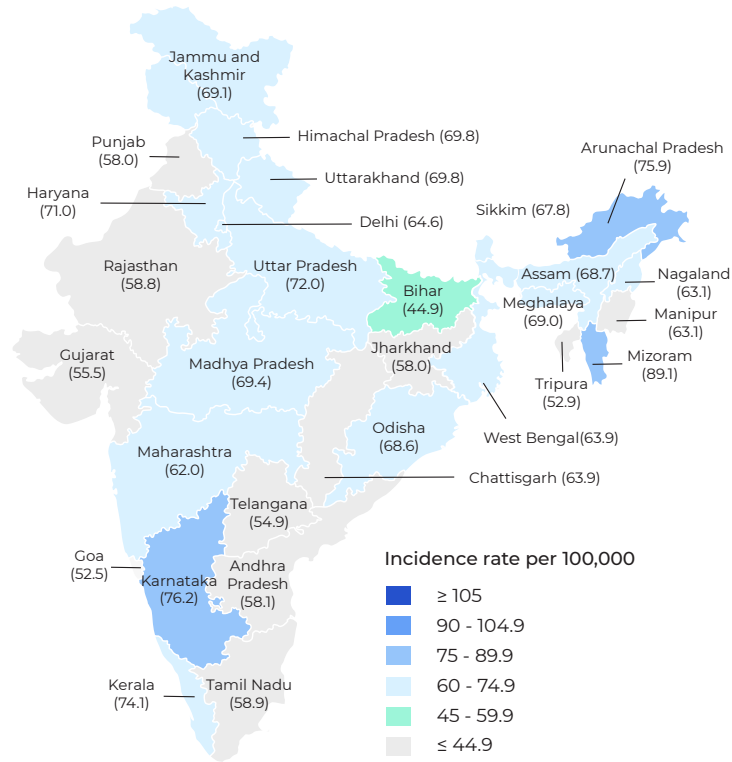 Jammu and
Kashmir
(69.1)
Punjab
(58.0)
Himachal Pradesh (69.8)
Arunachal Pradesh
(75.9)
Uttarakhand (69.8)
Haryana
(71.0)
Sikkim (67.8)
Delhi (64.6)
Rajasthan
(58.8)
Uttar Pradesh
(72.0)
Bihar
(44.9)
Assam (68.7)
Nagaland
(63.1)
Meghalaya
(69.0)
Manipur
(63.1)
Gujarat
(55.5)
Madhya Pradesh
(69.4)
Jharkhand
(58.0)
Mizoram
(89.1)
Tripura
(52.9)
Odisha
(68.6)
West Bengal(63.9)
Maharashtra
(62.0)
Chattisgarh (63.9)
Telangana
(54.9)
Goa
(52.5)
Karnataka
(76.2)
Andhra
Pradesh
(58.1)
Kerala
(74.1)
Tamil Nadu
(58.9)
Incidence rate per 100,000
≥ 105
90 - 104.9
75 - 89.9
60 - 74.9
45 - 59.9
≤ 44.9